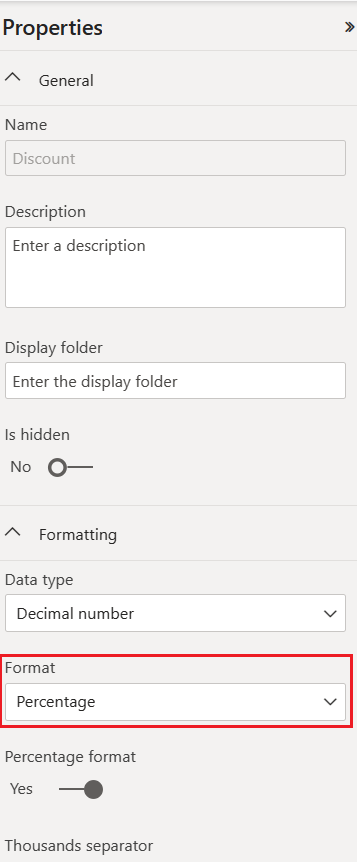 Properties
General
Name
Discount
Description
Enter a description
Display folder
Enter the display folder
Is hidden
No
Formatting
Data type
Decimal number
Format
Percentage
Percentage format
Yes
Thousands separator